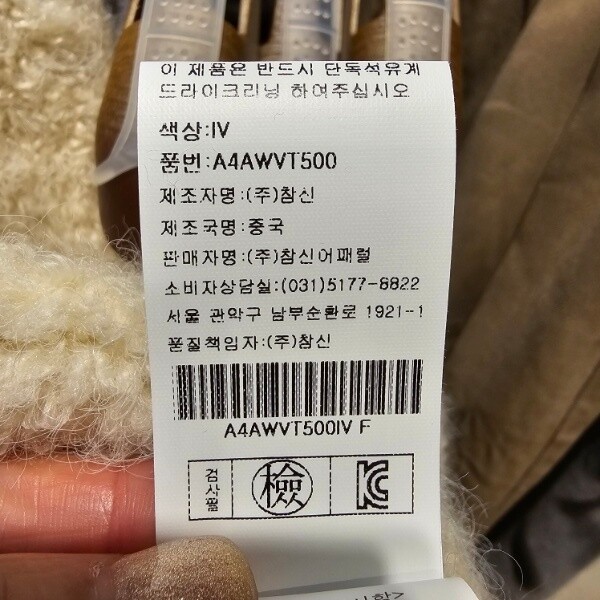 이 제품은 반드시 단독석유계
드라이크리닝 하여주십시오
색상:IV
품번:A4AWVT500
제조자명:(주)참신
제조국명:중국
판매자명:(주)참신어패럴
소비자상담실:(031)5177-8822
서울 관악구 남부순환로 1921-1
품질책임자:(주)참신
A4AWVT500IV F
검사필 檢 KC